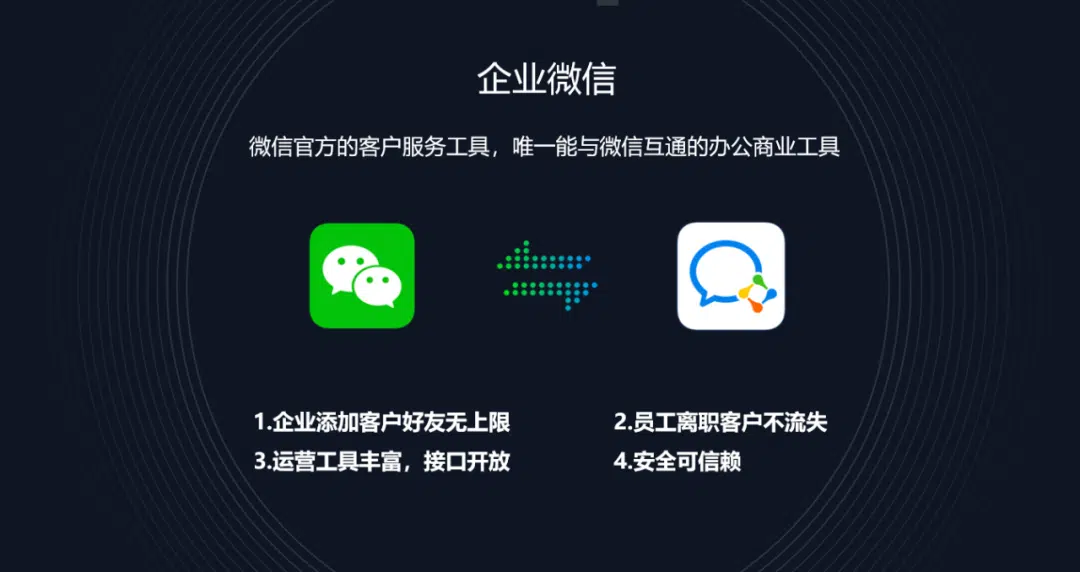 企业微信
微信官方的客户服务工具，唯一能与微信互通的办公商业工具
1.企业添加客户好友无上限
2.员工离职客户不流失
3.运营工具丰富，接口开放
4.安全可信赖